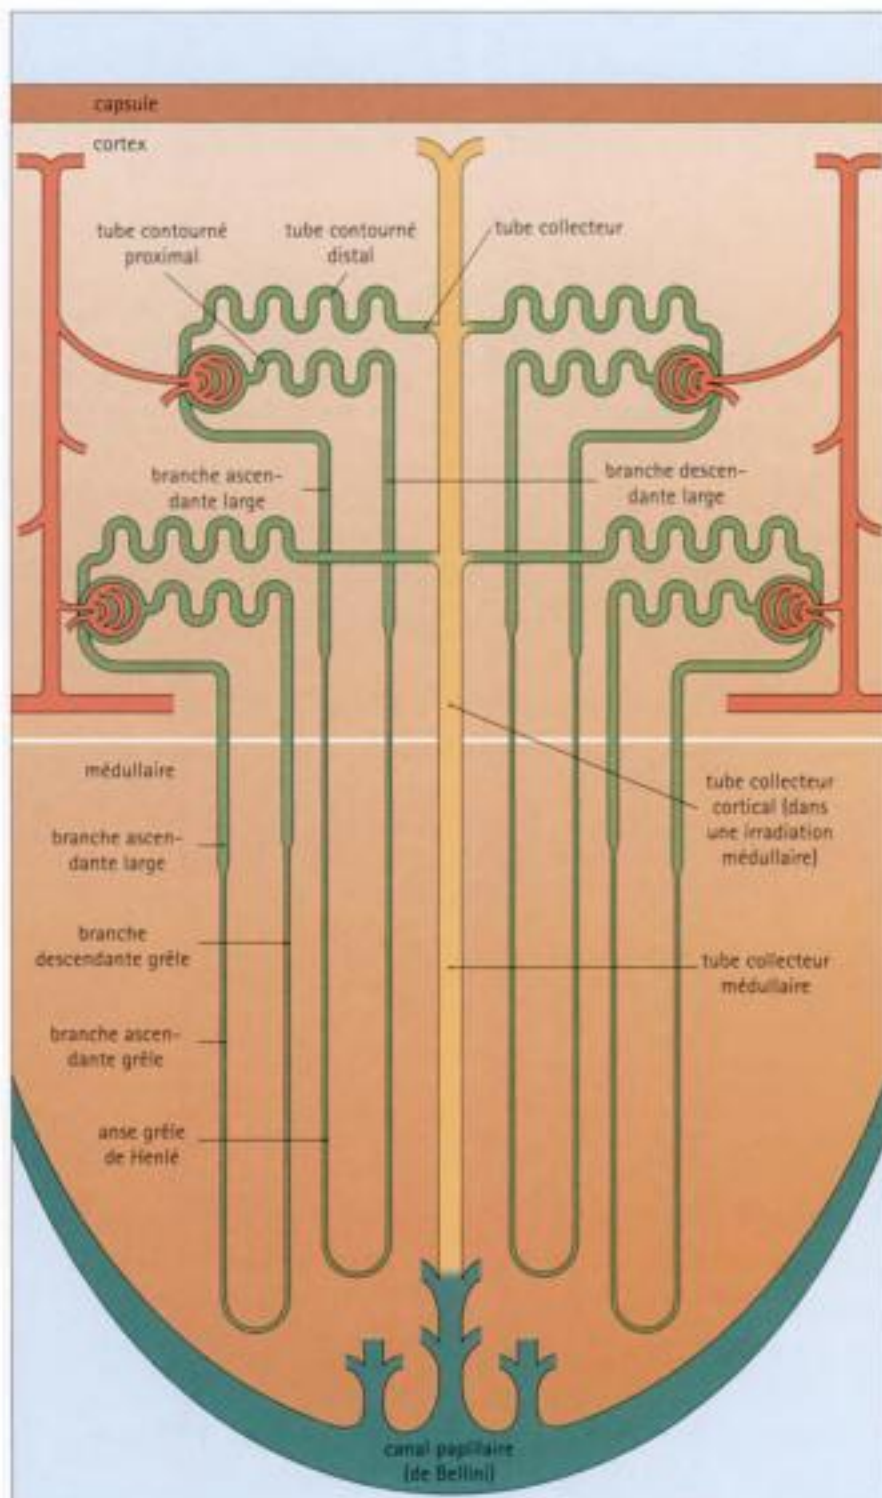 capsule
cortex
tube contourné
proximal
tube contourné
distal
tube collecteur
branche ascen-
dante large
branche descen-
dante large
médullaire
tube collecteur
cortical (dans
une irradiation
médullaire)
branche ascen-
dante large
branche
descendante grêle
tube collecteur
médullaire
branche ascen-
dante grêle
anse grêle
de Henlé
canal papillaire
(de Bellini)